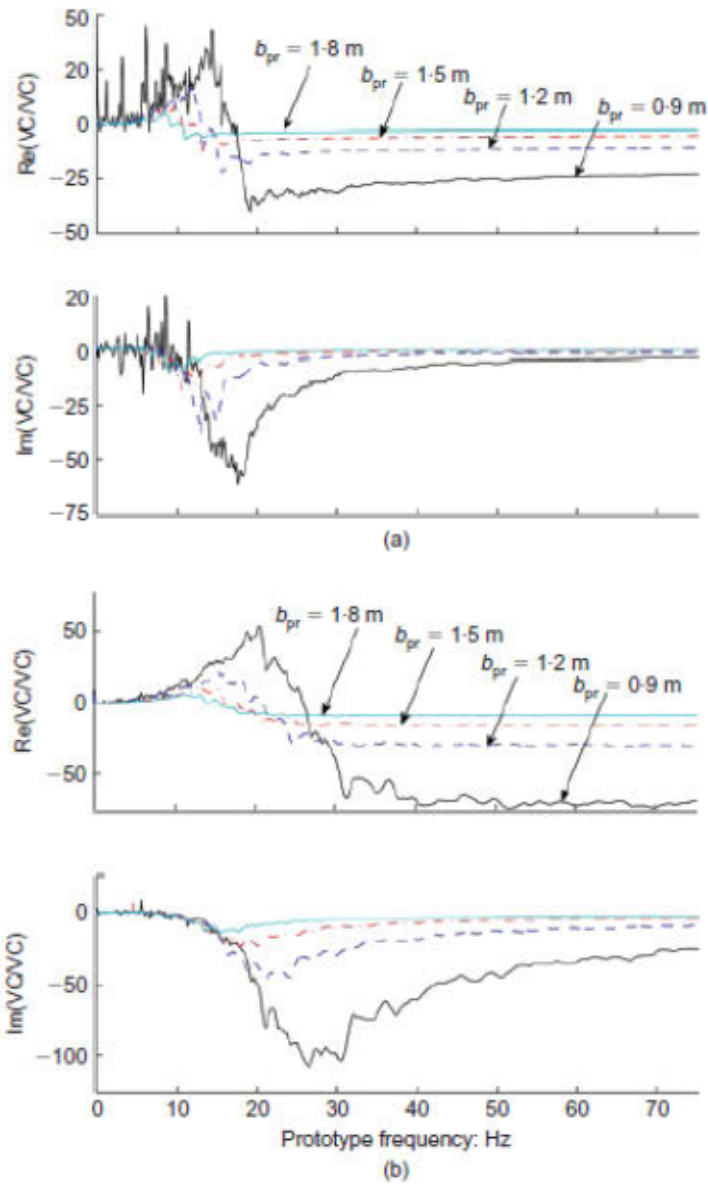 50
20
0
−25
−50
Re(VC/VC)
b_pr = 1·8 m
b_pr = 1·5 m
b_pr = 1·2 m
b_pr = 0·9 m
20
0
−25
−50
−75
Im(VC/VC)
(a)
50
0
−50
Re(VC/VC)
b_pr = 1·8 m
b_pr = 1·5 m
b_pr = 1·2 m
b_pr = 0·9 m
0
−50
−100
Im(VC/VC)
0 10 20 30 40 50 60 70
Prototype frequency: Hz
(b)